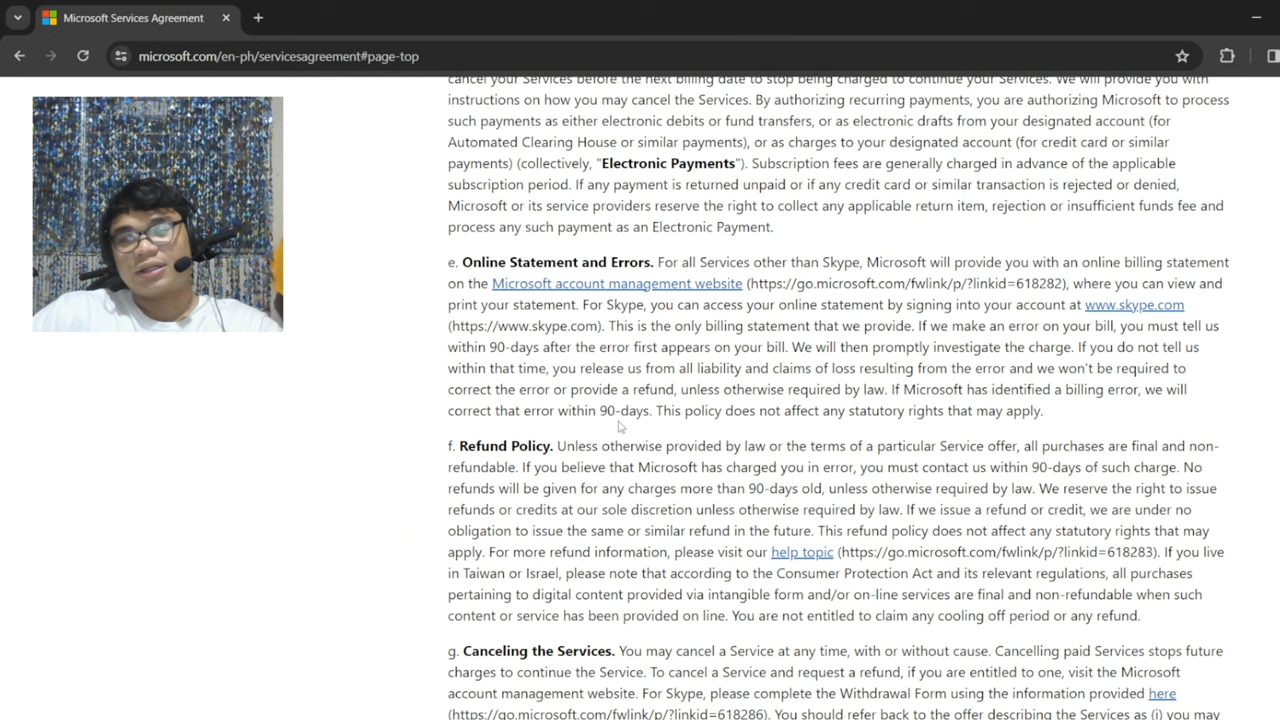 Microsoft Services Agreement
microsoft.com/en-ph/servicesagreement#page-top
cancel your Services before the next billing date to stop being charged to continue your Services. We will provide you with
instructions on how you may cancel the Services. By authorizing recurring payments, you are authorizing Microsoft to process
such payments as either electronic debits or fund transfers, or as electronic drafts from your designated account (for
Automated Clearing House or similar payments), or as charges to your designated account (for credit card or similar
payments) (collectively, "Electronic Payments"). Subscription fees are generally charged in advance of the applicable
subscription period. If any payment is returned unpaid or if any credit card or similar transaction is rejected or denied,
Microsoft or its service providers reserve the right to collect any applicable return item, rejection or insufficient funds fee and
process any such payment as an Electronic Payment.
e. Online Statement and Errors. For all Services other than Skype, Microsoft will provide you with an online billing statement
on the Microsoft account management website (https://go.microsoft.com/fwlink/p/?linkid=618282), where you can view and
print your statement. For Skype, you can access your online statement by signing into your account at www.skype.com
(https://www.skype.com). This is the only billing statement that we provide. If we make an error on your bill, you must tell us
within 90-days after the error first appears on your bill. We will then promptly investigate the charge. If you do not tell us
within that time, you release us from all liability and claims of loss resulting from the error and we won't be required to
correct the error or provide a refund, unless otherwise required by law. If Microsoft has identified a billing error, we will
correct that error within 90-days. This policy does not affect any statutory rights that may apply.
f. Refund Policy. Unless otherwise provided by law or the terms of a particular Service offer, all purchases are final and non-
refundable. If you believe that Microsoft has charged you in error, you must contact us within 90-days of such charge. No
refunds will be given for any charges more than 90-days old, unless otherwise required by law. We reserve the right to issue
refunds or credits at our sole discretion unless otherwise required by law. If we issue a refund or credit, we are under no
obligation to issue the same or similar refund in the future. This refund policy does not affect any statutory rights that may
apply. For more refund information, please visit our help topic (https://go.microsoft.com/fwlink/p/?linkid=618283). If you live
in Taiwan or Israel, please note that according to the Consumer Protection Act and its relevant regulations, all purchases
pertaining to digital content provided via intangible form and/or on-line services are final and non-refundable when such
content or service has been provided on line. You are not entitled to claim any cooling off period or any refund.
g. Canceling the Services. You may cancel a Service at any time, with or without cause. Cancelling paid Services stops future
charges to continue the Service. To cancel a Service and request a refund, if you are entitled to one, visit the Microsoft
account management website. For Skype, please complete the Withdrawal Form using the information provided here
(https://go.microsoft.com/fwlink/p/?linkid=618286). You should refer back to the offer describing the Services as (i) you may